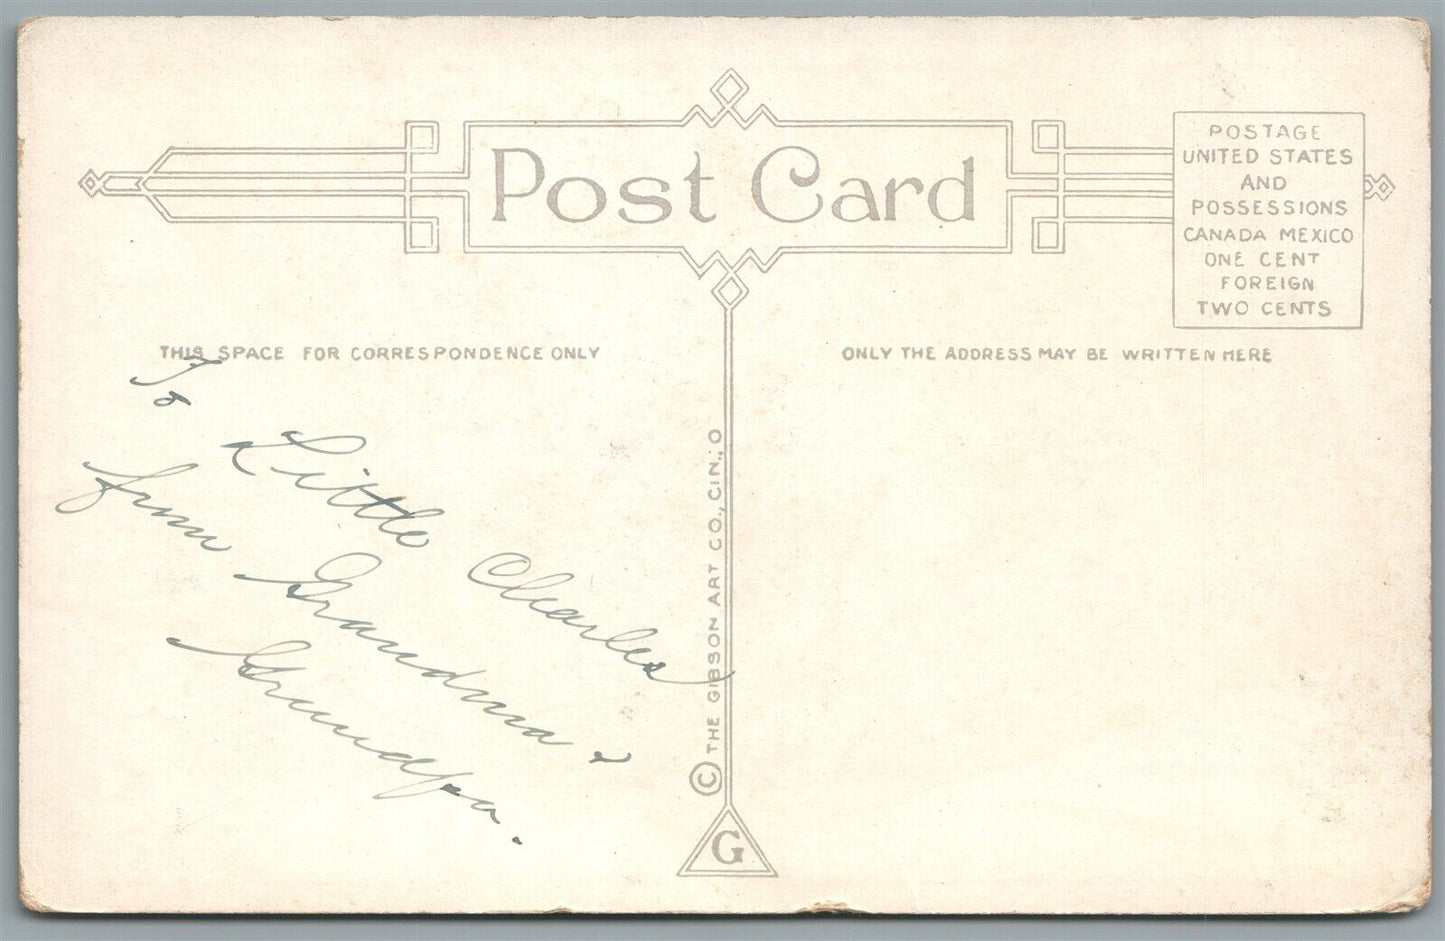 Post Card
POSTAGE
UNITED STATES
AND
POSSESSIONS
CANADA MEXICO
ONE CENT
FOREIGN
TWO CENTS
THIS SPACE FOR CORRESPONDENCE ONLY
ONLY THE ADDRESS MAY BE WRITTEN HERE
To
Little Charles
from Grandma &
Grandpa.
© THE GIBSON ART CO., CIN., O
G